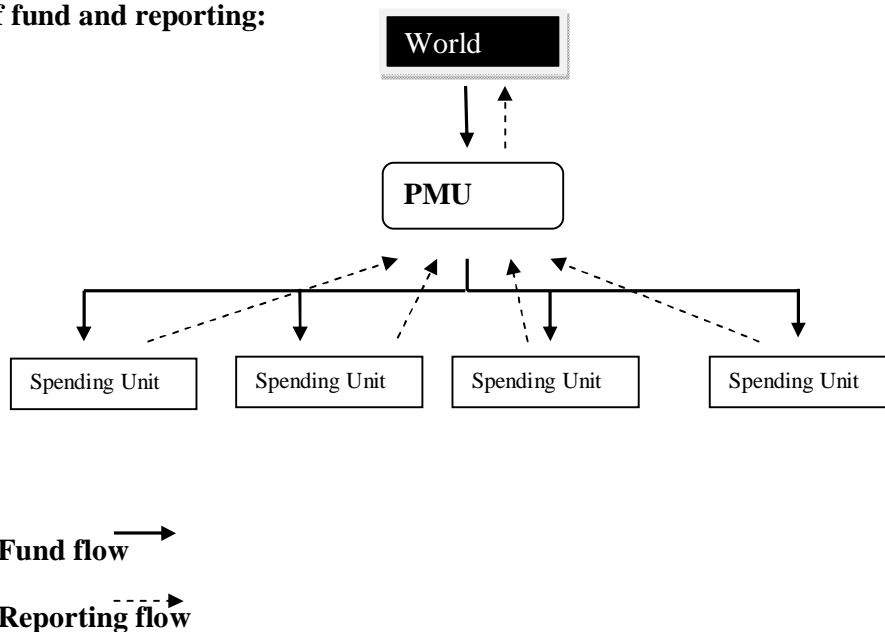 f fund and reporting:
World
PMU
Spending Unit Spending Unit Spending Unit Spending Unit
Fund flow
Reporting flow